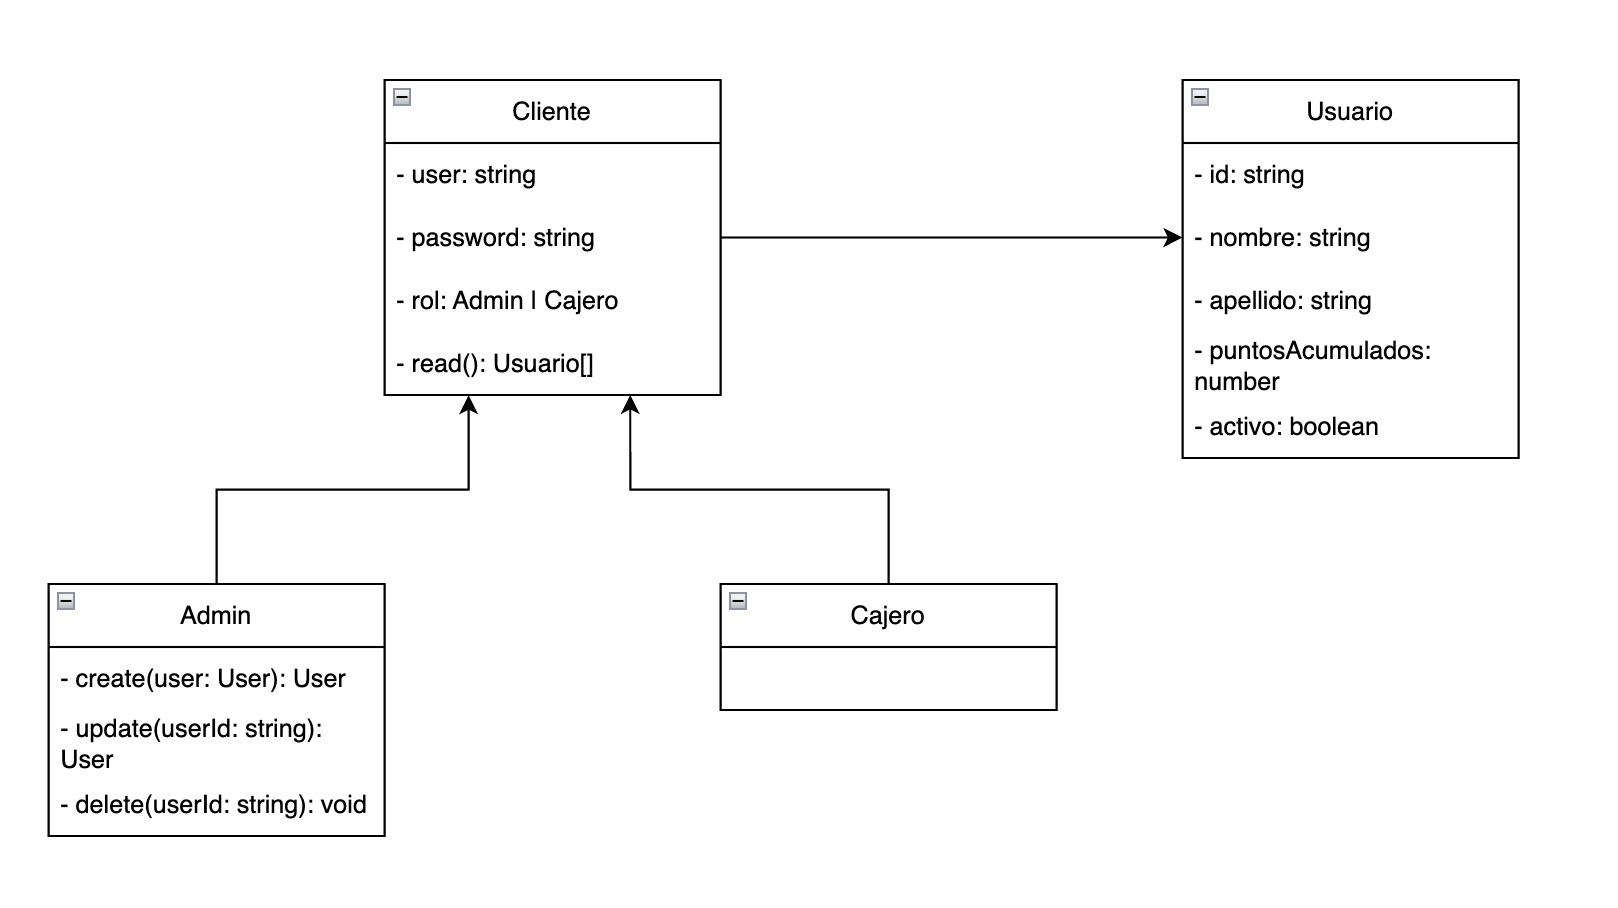 Cliente
- user: string
- password: string
- rol: Admin | Cajero
- read(): Usuario[]
Usuario
- id: string
- nombre: string
- apellido: string
- puntosAcumulados:
number
- activo: boolean
Admin
- create(user: User): User
- update(userId: string):
User
- delete(userId: string): void
Cajero